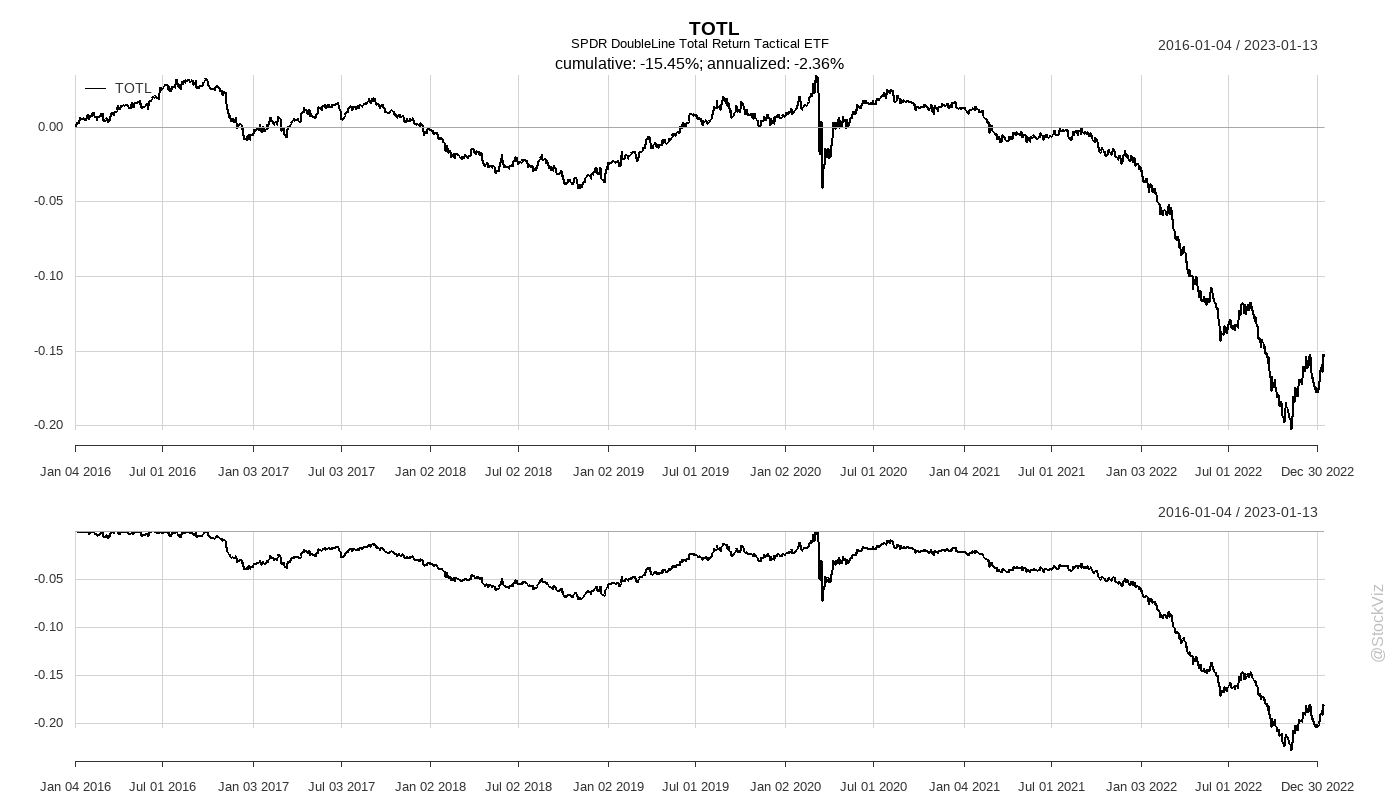 TOTL
SPDR DoubleLine Total Return Tactical ETF
cumulative: -15.45%; annualized: -2.36%
2016-01-04 / 2023-01-13
TOTL
0.00
-0.05
-0.10
-0.15
-0.20
Jan 04 2016 Jul 01 2016 Jan 03 2017 Jul 03 2017 Jan 02 2018 Jul 02 2018 Jan 02 2019 Jul 01 2019 Jan 02 2020 Jul 01 2020 Jan 04 2021 Jul 01 2021 Jan 03 2022 Jul 01 2022 Dec 30 2022
2016-01-04 / 2023-01-13
-0.05
-0.10
-0.15
-0.20
Jan 04 2016 Jul 01 2016 Jan 03 2017 Jul 03 2017 Jan 02 2018 Jul 02 2018 Jan 02 2019 Jul 01 2019 Jan 02 2020 Jul 01 2020 Jan 04 2021 Jul 01 2021 Jan 03 2022 Jul 01 2022 Dec 30 2022
@StockViz